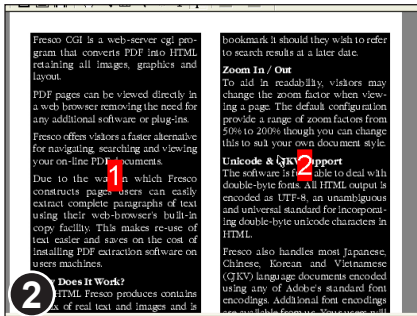 Fresco CGI is a web-server cgi pro-
gram that converts PDF into HTML
retaining all images, graphics and
layout.
PDF pages can be viewed directly in
a web browser removing the need for
any additional software or plug-ins.
Fresco offers visitors a faster alternative
for navigating, searching and viewing
your on-line PDF documents.
Due to the way in which Fresco
constructs pages users can easily
extract complete paragraphs of text
using their web-browser's built-in
copy facility. This makes re-use of
text easier and saves on the cost of
installing PDF extraction software on
users machines.
Does It Work?
HTML Fresco produces contains
of real text and images and is
1
2
bookmark it should they wish to refer
to search results at a later date.
Zoom In / Out
To aid in readability, visitors may
change the zoom factor when view-
ing a page. The default configuration
provide a range of zoom factors from
50% to 200% though you can change
this to suit your own document style.
Unicode & CJKV Support
The software is able to deal with
double-byte fonts. All HTML output is
encoded as UTF-8, an unambiguous
and universal standard for incorporat-
ing double-byte unicode characters in
HTML.
Fresco also handles most Japanese,
Chinese, Korean and Vietnamese
(CJKV) language documents encoded
using any of Adobe's standard font
encodings. Additional font encodings
are available from us. You users will
2